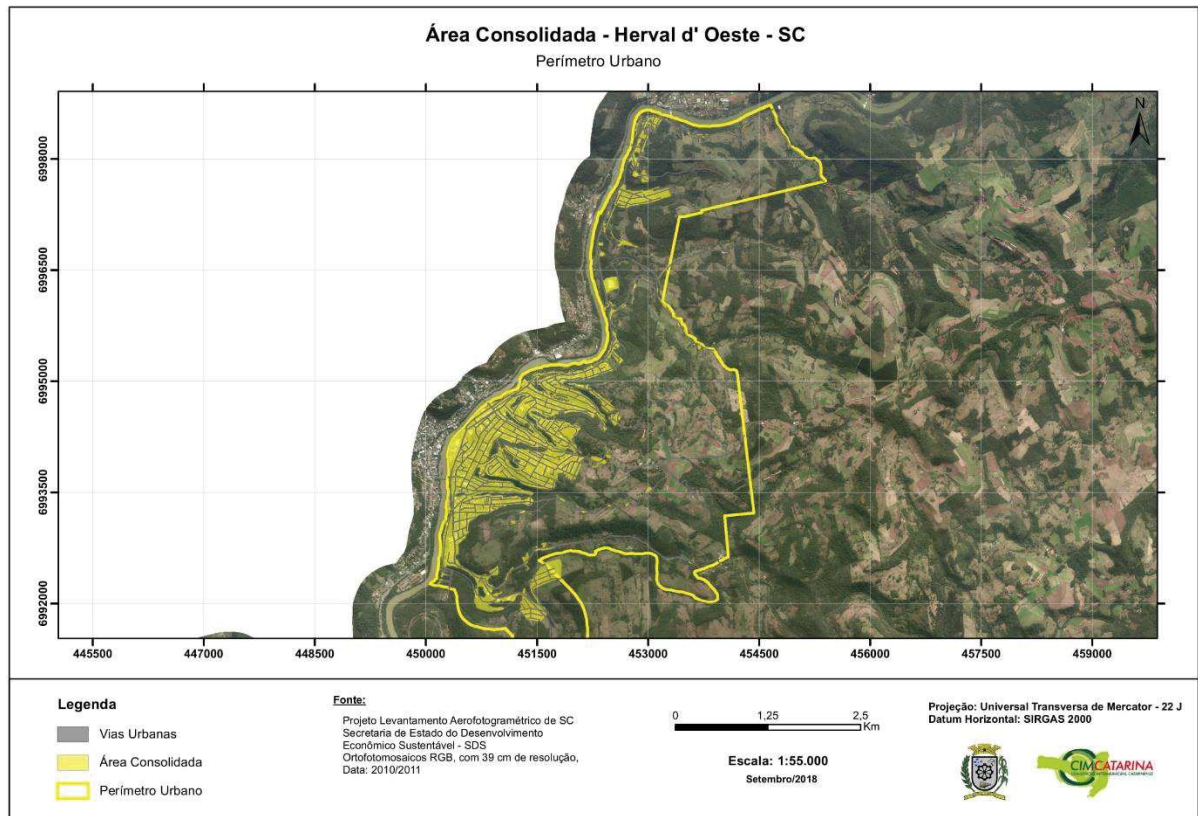 Área Consolidada - Herval d' Oeste - SC
Perímetro Urbano
N
6998000
6996500
6995000
6993500
6992000
445500 447000 448500 450000 451500 453000 454500 456000 457500 459000
Legenda
Vias Urbanas
Área Consolidada
Perímetro Urbano
Fonte:
Projeto Levantamento Aerofotogramétrico de SC
Secretaria de Estado do Desenvolvimento
Econômico Sustentável - SDS
Ortofotomosaicos RGB, com 39 cm de resolução,
Data: 2010/2011
0 1,25 2,5
Km
Escala: 1:55.000
Setembro/2018
Projeção: Universal Transversa de Mercator - 22 J
Datum Horizontal: SIRGAS 2000
CIMCATARINA